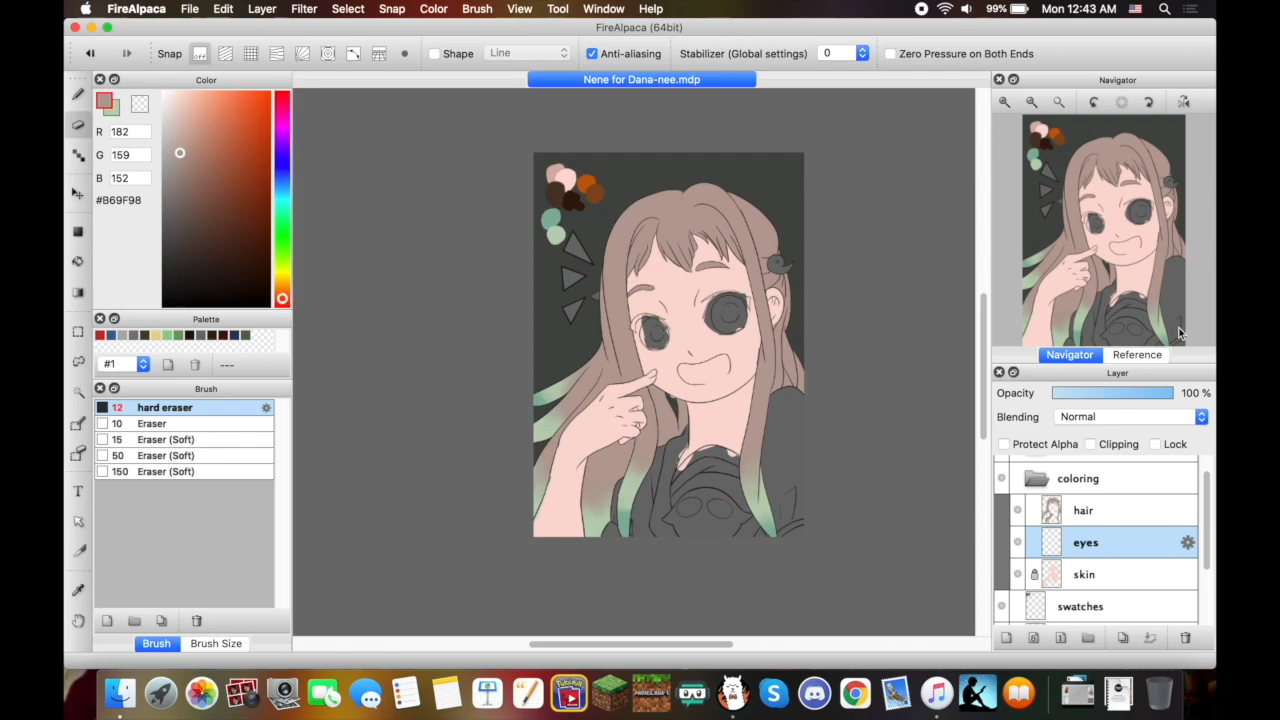 FireAlpaca File Edit Layer Filter Select Snap Color Brush View Tool Window Help 99% Mon 12:43 AM
FireAlpaca (64bit)
Snap off Shape Line Anti-aliasing Stabilizer (Global settings) 0 Zero Pressure on Both Ends
Color
Nene for Dana-nee.mdp
Navigator
R 182
G 159
B 152
#B69F98
Palette
#1 ---
Brush
12 hard eraser
10 Eraser
15 Eraser (Soft)
50 Eraser (Soft)
150 Eraser (Soft)
Brush Brush Size
Navigator Reference
Layer
Opacity 100 %
Blending Normal
Protect Alpha Clipping Lock
coloring
hair
eyes
skin
swatches